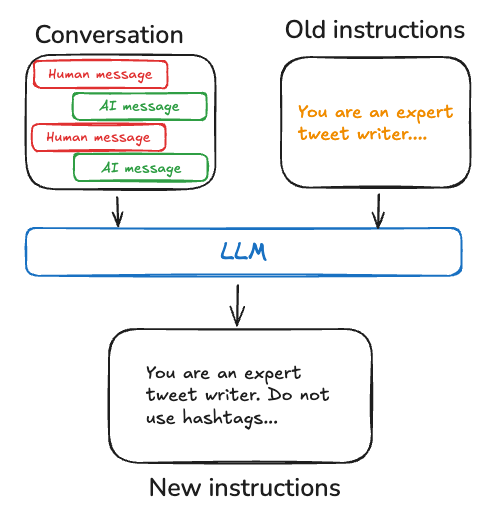 Conversation
Old instructions
Human message
AI message
Human message
AI message
You are an expert
tweet writer....
LLM
You are an expert
tweet writer. Do not
use hashtags...
New instructions